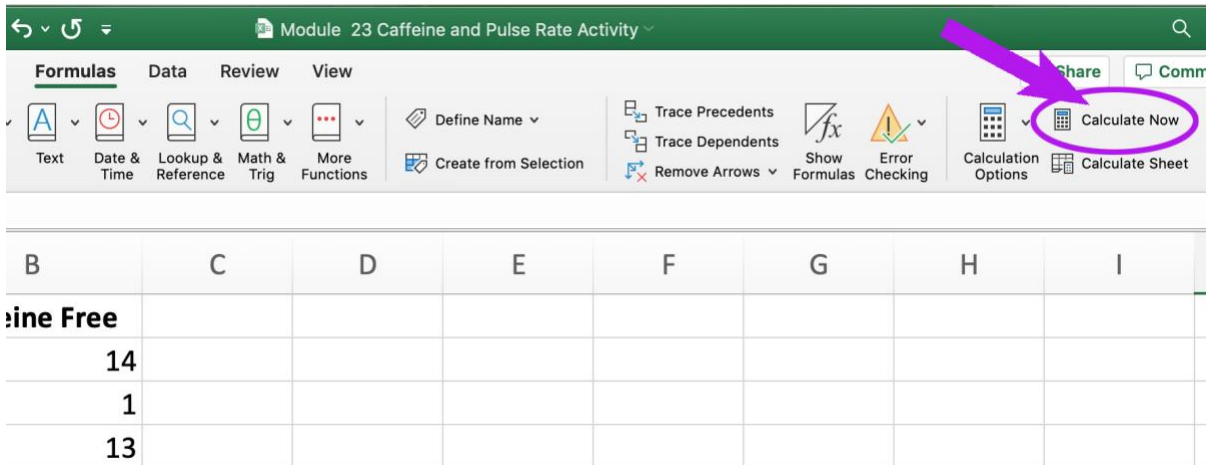 Module 23 Caffeine and Pulse Rate Activity
Formulas Data Review View Share Comm
Text
Date & Time
Lookup & Reference
Math & Trig
More Functions
Define Name
Create from Selection
Trace Precedents
Trace Dependents
Remove Arrows
fx
Show Formulas
Error Checking
Calculation Options
Calculate Now
Calculate Sheet
B C D E F G H I
eine Free
14
1
13